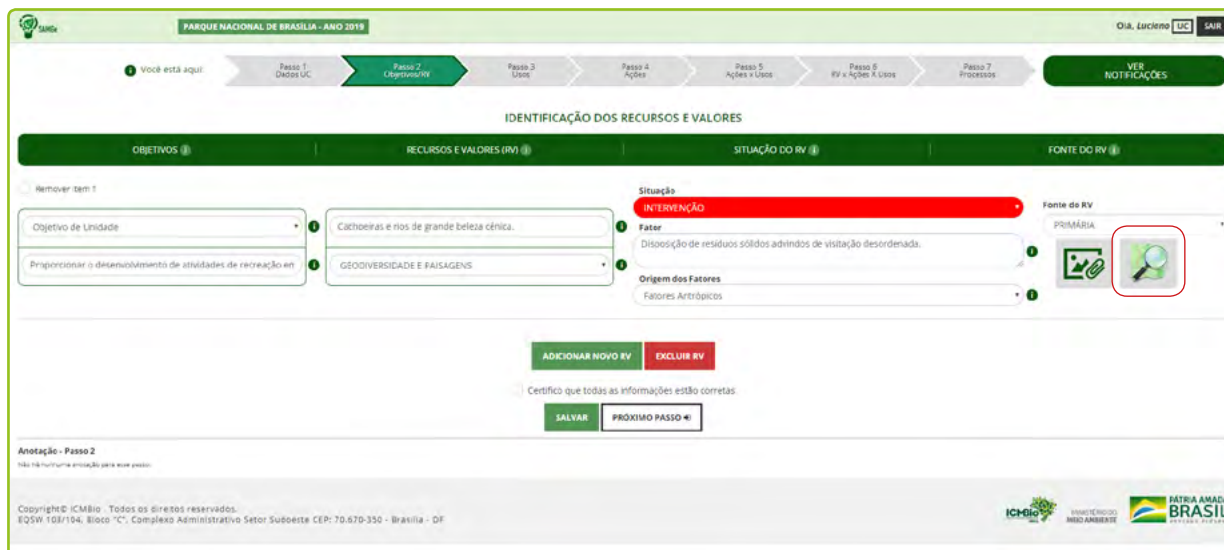 SAMGe
PARQUE NACIONAL DE BRASÍLIA - ANO 2019
Olá, Luciano UC SAIR
Você está aqui:
Passo 1
Dados UC
Passo 2
Objetivos/RV
Passo 3
Usos
Passo 4
Ações
Passo 5
Ações x Usos
Passo 6
RV x Ações X Usos
Passo 7
Processos
VER
NOTIFICAÇÕES
IDENTIFICAÇÃO DOS RECURSOS E VALORES
OBJETIVOS
RECURSOS E VALORES (RV)
SITUAÇÃO DO RV
FONTE DO RV
Remover item 1
Objetivo de Unidade
Proporcionar o desenvolvimento de atividades de recreação em
Cachoeiras e rios de grande beleza cênica.
GEODIVERSIDADE E PAISAGENS
Situação
INTERVENÇÃO
Fator
Disposição de resíduos sólidos advindos de visitação desordenada.
Origem dos Fatores
Fatores Antrópicos
Fonte do RV
PRIMÁRIA
ADICIONAR NOVO RV
EXCLUIR RV
Certifico que todas as informações estão corretas
SALVAR
PRÓXIMO PASSO
Anotação - Passo 2
Não há nenhuma anotação para esse passo.
Copyright© ICMBio . Todos os direitos reservados.
EQSW 103/104, Bloco "C", Complexo Administrativo Setor Sudoeste CEP: 70.670-350 - Brasília - DF
ICMBio
MINISTÉRIO DO
MEIO AMBIENTE
PÁTRIA AMADA
BRASIL